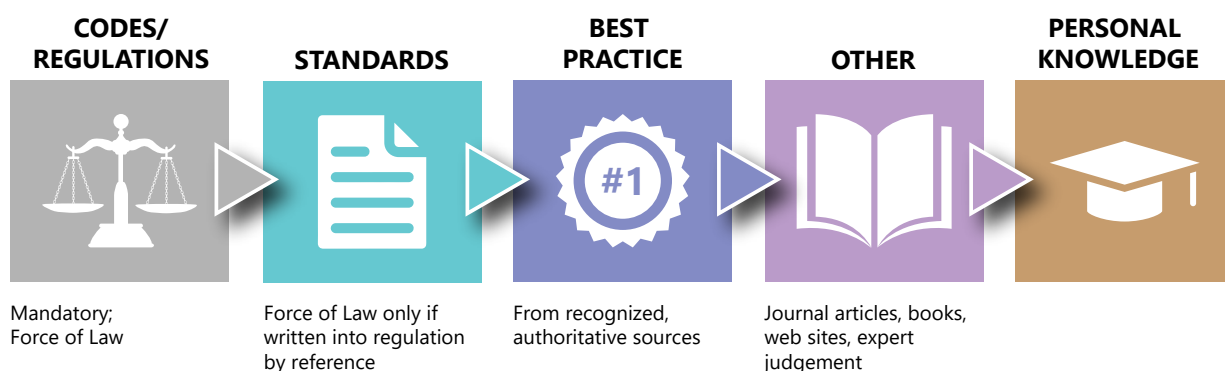 CODES/
REGULATIONS
STANDARDS
BEST
PRACTICE
OTHER
PERSONAL
KNOWLEDGE
#1
Mandatory;
Force of Law
Force of Law only if
written into regulation
by reference
From recognized,
authoritative sources
Journal articles, books,
web sites, expert
judgement